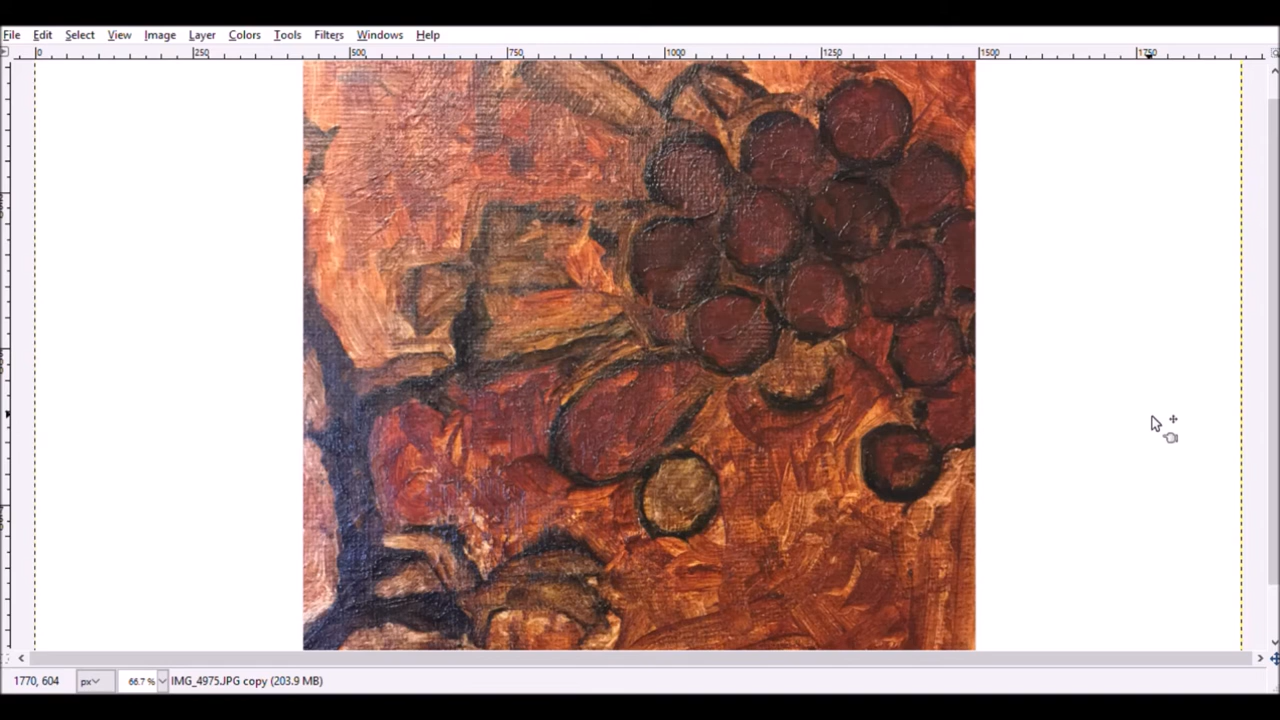 File Edit Select View Image Layer Colors Tools Filters Windows Help
0 250 500 750 1000 1250 1500 1750
1770, 604 px 66.7 % IMG_4975.JPG copy (203.9 MB)